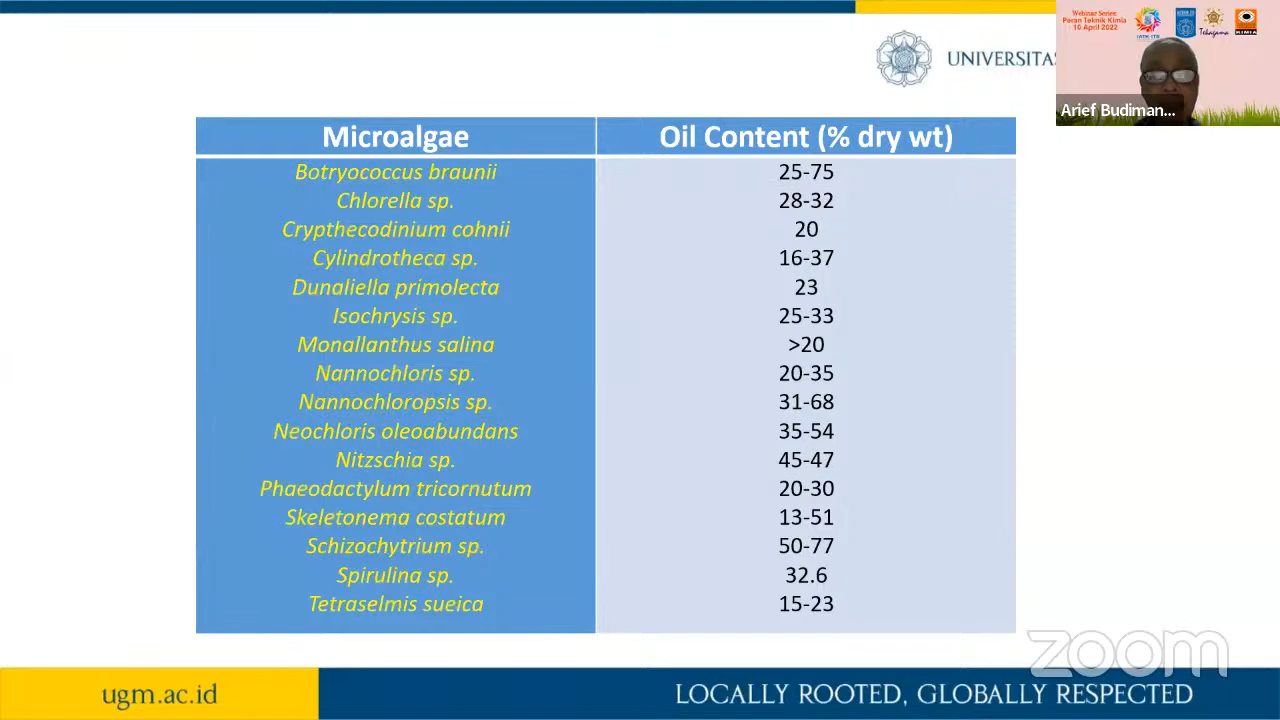 Webinar Series
Peran Teknik Kimia
10 April 2022
Tekagama
KIMIA
UNIVERSITAS
Arief Budiman...
Microalgae Oil Content (% dry wt)
Botryococcus braunii 25-75
Chlorella sp. 28-32
Crypthecodinium cohnii 20
Cylindrotheca sp. 16-37
Dunaliella primolecta 23
Isochrysis sp. 25-33
Monallanthus salina >20
Nannochloris sp. 20-35
Nannochloropsis sp. 31-68
Neochloris oleoabundans 35-54
Nitzschia sp. 45-47
Phaeodactylum tricornutum 20-30
Skeletonema costatum 13-51
Schizochytrium sp. 50-77
Spirulina sp. 32.6
Tetraselmis sueica 15-23
zoom
ugm.ac.id
LOCALLY ROOTED, GLOBALLY RESPECTED